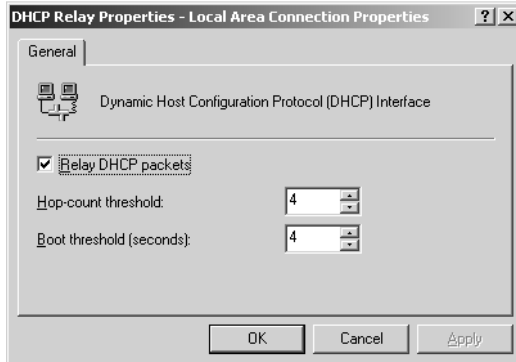 DHCP Relay Properties - Local Area Connection Properties
General
Dynamic Host Configuration Protocol (DHCP) Interface
Relay DHCP packets
Hop-count threshold: 4
Boot threshold (seconds): 4
OK Cancel Apply